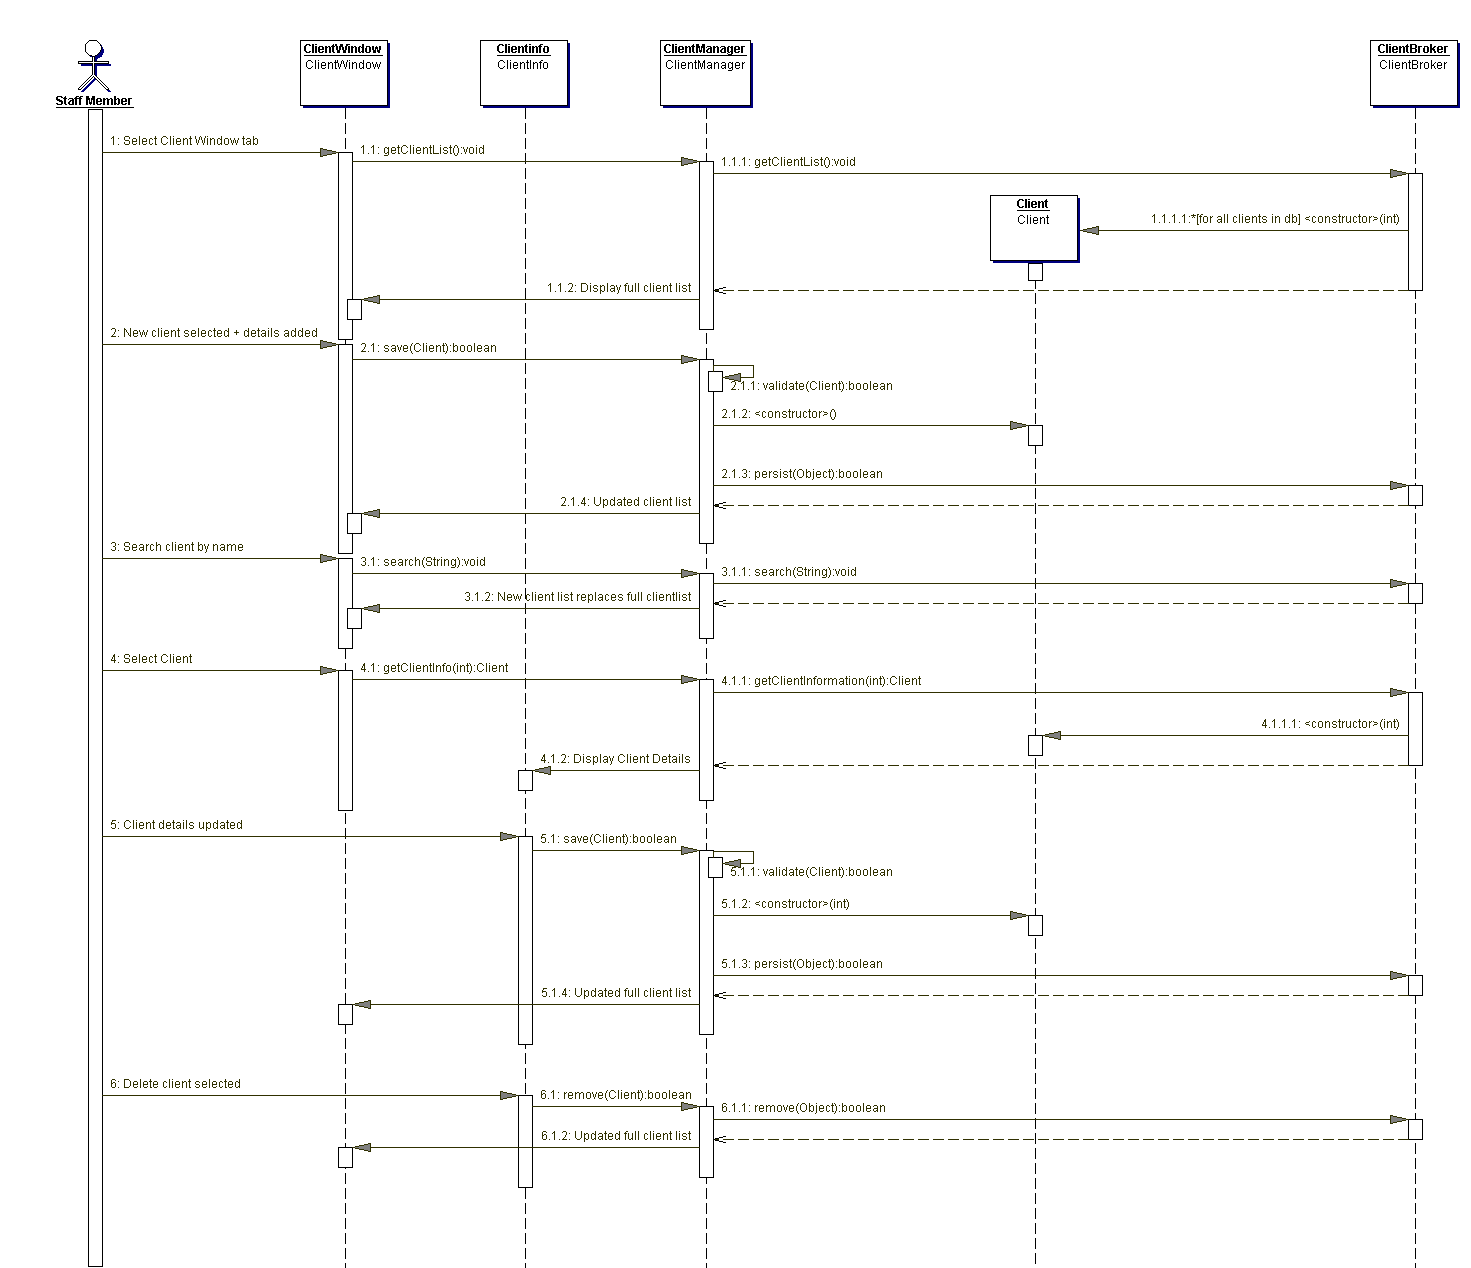 Staff Member
ClientWindow
ClientWindow
Clientinfo
ClientInfo
ClientManager
ClientManager
ClientBroker
ClientBroker
1: Select Client Window tab
1.1: getClientList():void
1.1.1: getClientList():void
Client
Client
1.1.1.1:*[for all clients in db] <constructor>(int)
1.1.2: Display full client list
2: New client selected + details added
2.1: save(Client):boolean
2.1.1: validate(Client):boolean
2.1.2: <constructor>()
2.1.3: persist(Object):boolean
2.1.4: Updated client list
3: Search client by name
3.1: search(String):void
3.1.1: search(String):void
3.1.2: New client list replaces full clientlist
4: Select Client
4.1: getClientInfo(int):Client
4.1.1: getClientInformation(int):Client
4.1.1.1: <constructor>(int)
4.1.2: Display Client Details
5: Client details updated
5.1: save(Client):boolean
5.1.1: validate(Client):boolean
5.1.2: <constructor>(int)
5.1.3: persist(Object):boolean
5.1.4: Updated full client list
6: Delete client selected
6.1: remove(Client):boolean
6.1.1: remove(Object):boolean
6.1.2: Updated full client list